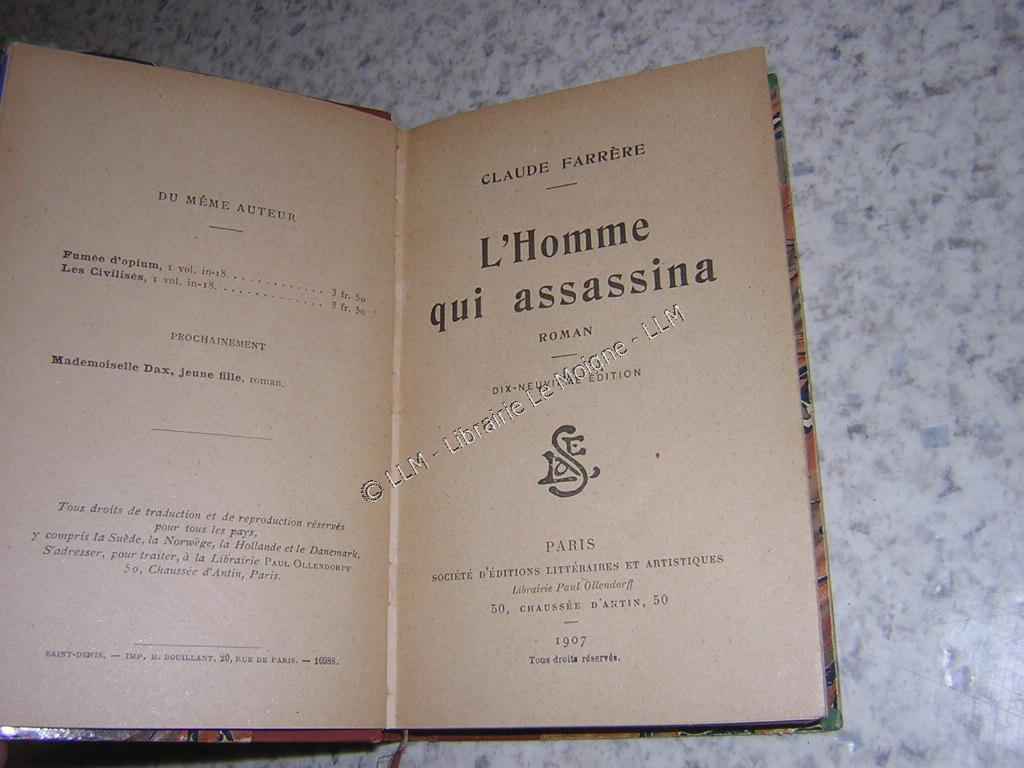 DU MÊME AUTEUR
Fumée d'opium, 1 vol. in-18. . . . . . . . . . . . . 3 fr. 50
Les Civilisés, 1 vol. in-18. . . . . . . . . . . . . . 3 fr. 50
PROCHAINEMENT
Mademoiselle Dax, jeune fille, roman.
Tous droits de traduction et de reproduction réservés
pour tous les pays,
y compris la Suède, la Norwège, la Hollande et le Danemark.
S'adresser, pour traiter, à la Librairie PAUL OLLENDORFF
50, Chaussée d'Antin, Paris.
SAINT-DENIS. — IMP. H. BOUILLANT, 20, RUE DE PARIS. — 16988.
CLAUDE FARRÈRE
L'Homme
qui assassina
ROMAN
DIX-NEUVIÈME ÉDITION
PARIS
SOCIÉTÉ D'ÉDITIONS LITTÉRAIRES ET ARTISTIQUES
Librairie Paul Ollendorff
50, CHAUSSÉE D'ANTIN, 50
1907
Tous droits réservés.
© LLM - Librairie Le Moigne - LLM